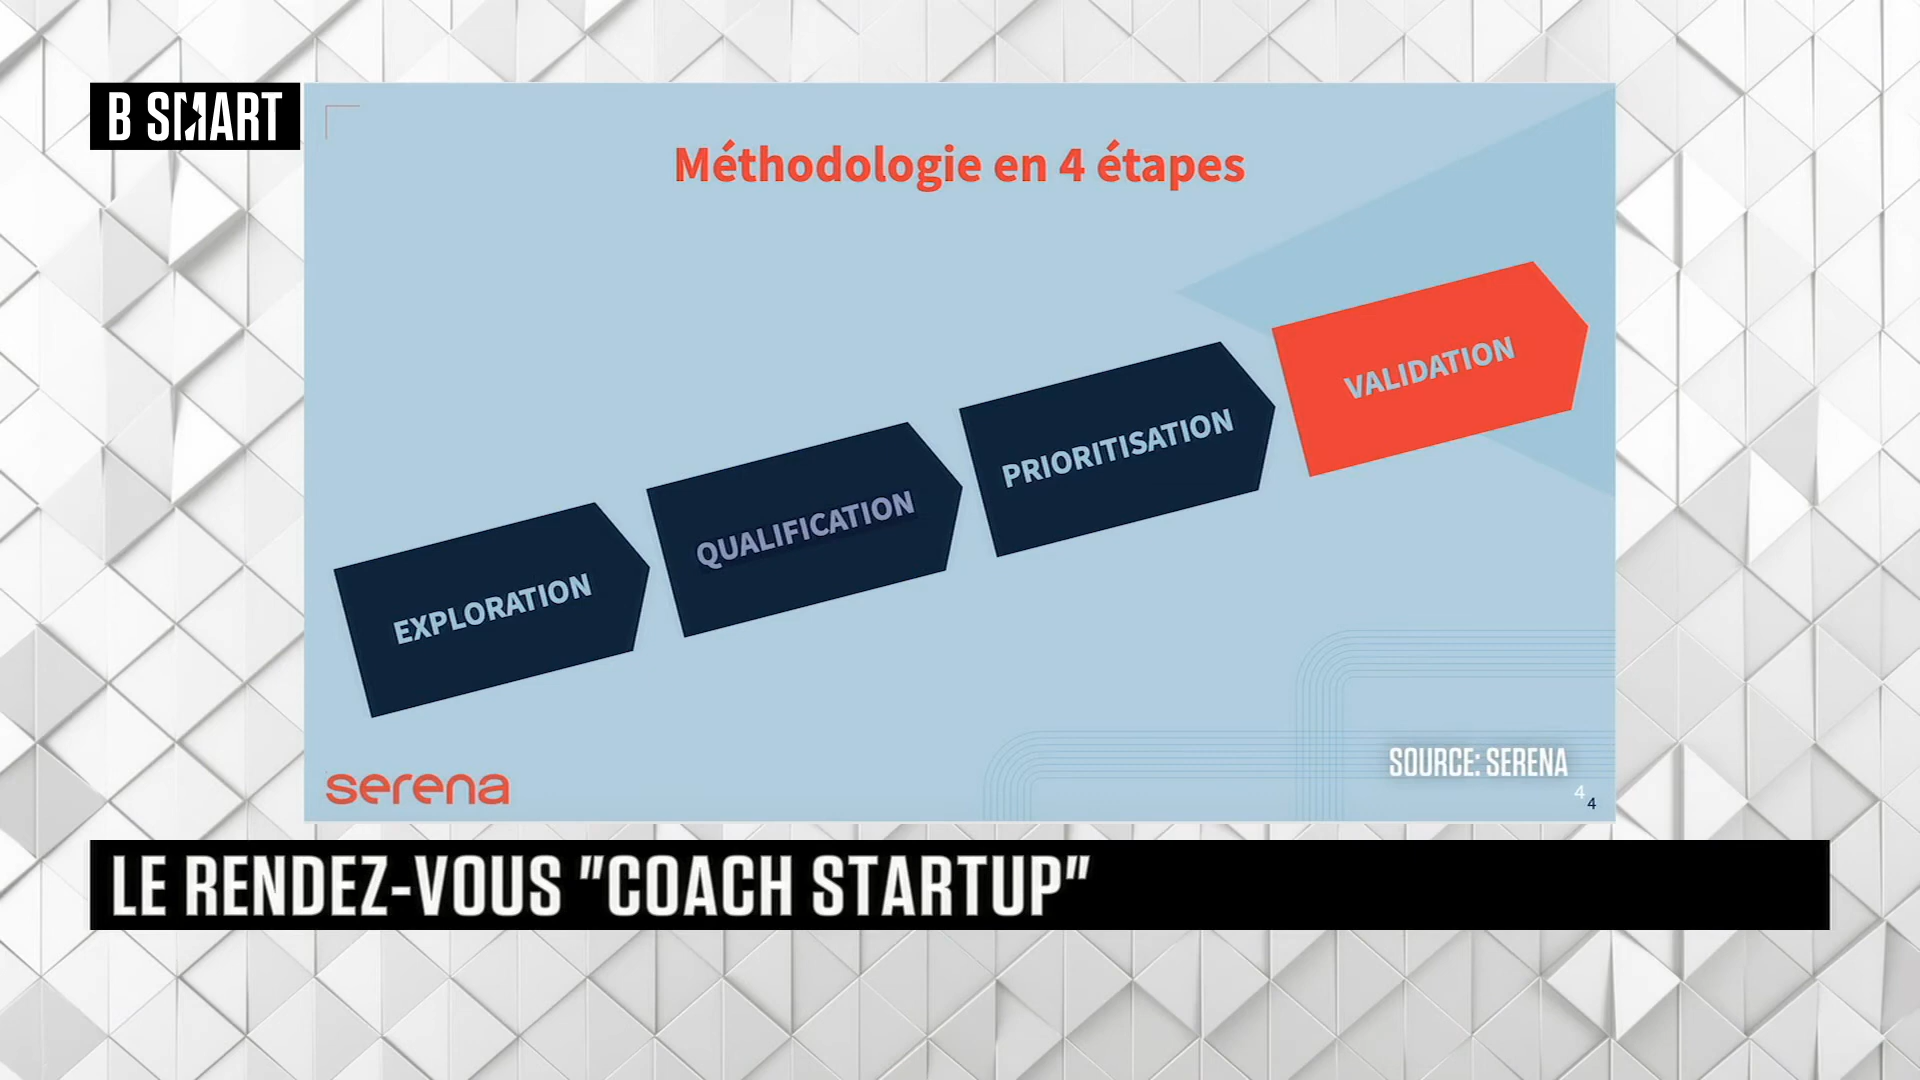 B SMART
Méthodologie en 4 étapes
EXPLORATION
QUALIFICATION
PRIORITISATION
VALIDATION
serena
SOURCE: SERENA
4
4
LE RENDEZ-VOUS "COACH STARTUP"